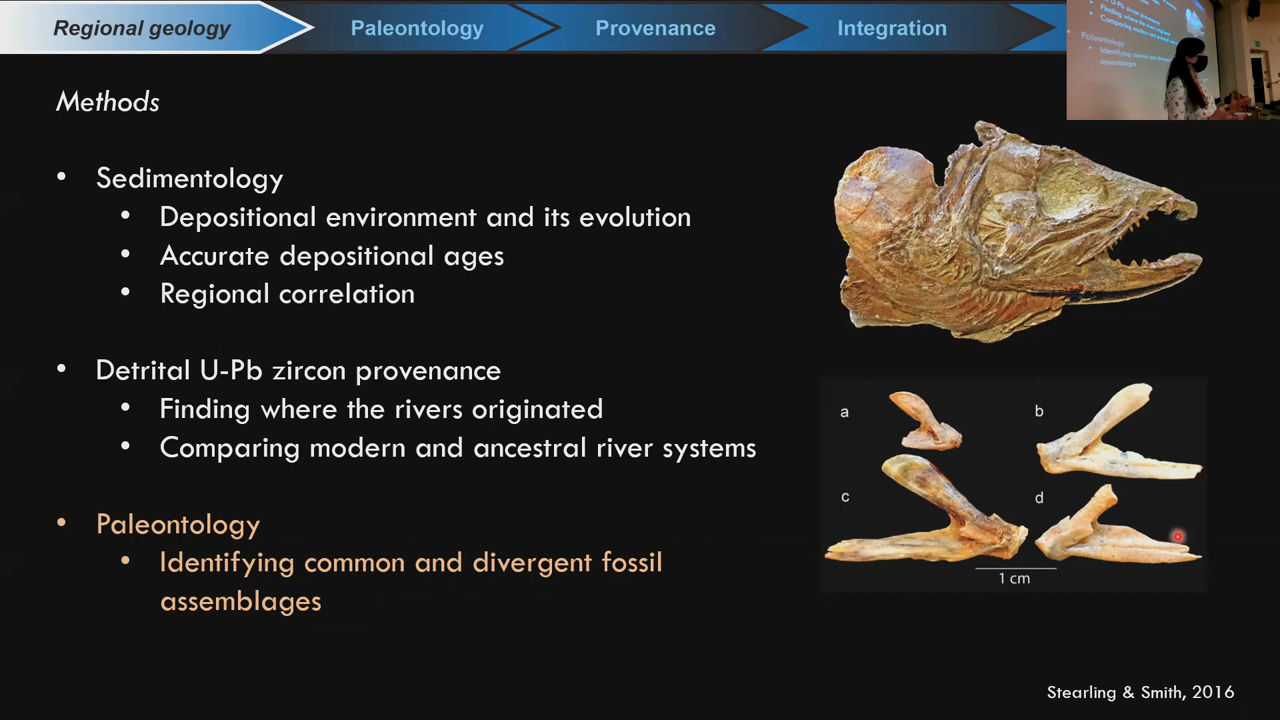 Regional geology
Paleontology
Provenance
Integration
Methods
• Sedimentology
• Depositional environment and its evolution
• Accurate depositional ages
• Regional correlation
• Detrital U-Pb zircon provenance
• Finding where the rivers originated
• Comparing modern and ancestral river systems
• Paleontology
• Identifying common and divergent fossil
assemblages
a
b
c
d
1 cm
Stearling & Smith, 2016